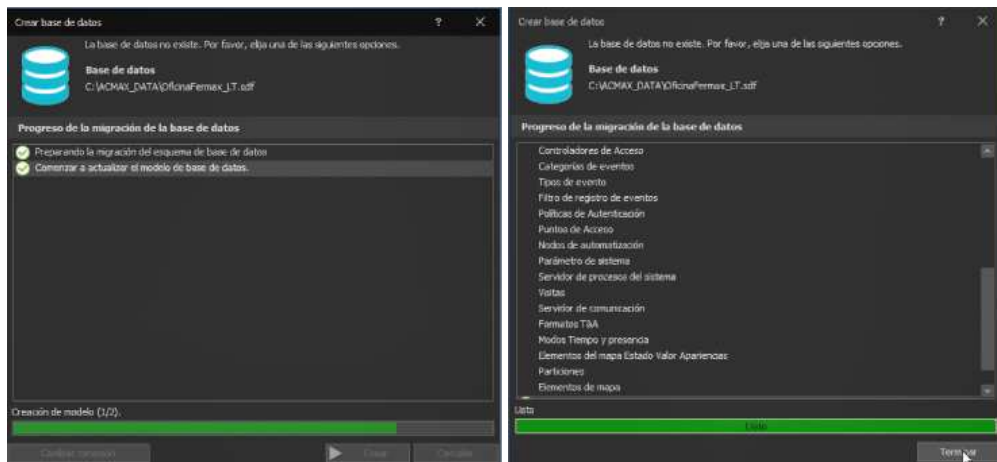 Crear base de datos
La base de datos no existe. Por favor, elija una de las siguientes opciones.
Base de datos
C:\ACMAX_DATA\OficinaFermax_LT.sdf
Progreso de la migración de la base de datos
Preparando la migración del esquema de base de datos
Comenzar a actualizar el modelo de base de datos.
Creación de modelo (1/2).
Cambiar conexión
Crear
Cancelar
Crear base de datos
La base de datos no existe. Por favor, elija una de las siguientes opciones.
Base de datos
C:\ACMAX_DATA\OficinaFermax_LT.sdf
Progreso de la migración de la base de datos
Controladores de Acceso
Categorías de eventos
Tipos de evento
Filtro de registro de eventos
Políticas de Autenticación
Puntos de Acceso
Nodos de automatización
Parámetro de sistema
Servidor de procesos del sistema
Visitas
Servidor de comunicación
Formatos T&A
Modos Tiempo y presencia
Elementos del mapa Estado Valor Apariencias
Particiones
Elementos de mapa
Listo
Listo
Terminar